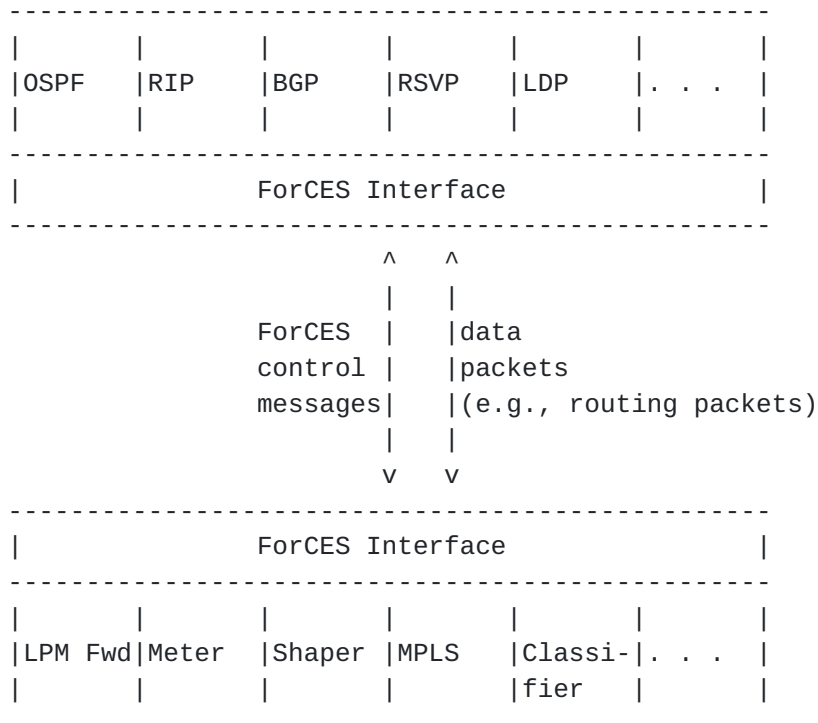 -------------------------------------------------
|       |       |       |       |       |       |
|OSPF   |RIP    |BGP    |RSVP   |LDP    |. . .  |
|       |       |       |       |       |       |
-------------------------------------------------
|               ForCES Interface                |
-------------------------------------------------
                        ^   ^
                        |   |
                ForCES  |   |data
                control |   |packets
                messages|   |(e.g., routing packets)
                        |   |
                        v   v
-------------------------------------------------
|               ForCES Interface                |
-------------------------------------------------
|       |       |       |       |       |       |
|LPM Fwd|Meter  |Shaper |MPLS   |Classi-|. . .  |
|       |       |       |       |fier   |       |